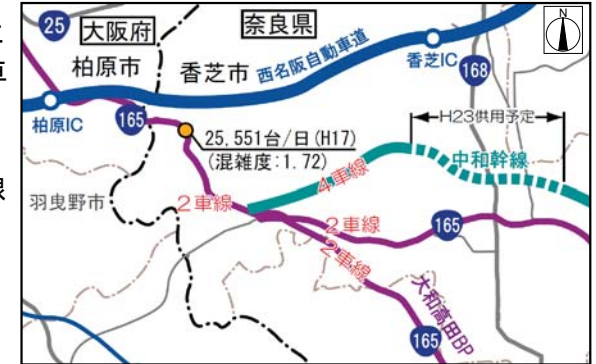 線
25
大阪府
奈良県
N
柏原市
香芝市
西名阪自動車道
香芝IC
168
柏原IC
165
H23供用予定
25,551台/日(H17)
(混雑度:1.72)
中和幹線
4車線
羽曳野市
2車線
2車線
165
2車線
大和高田BP
165